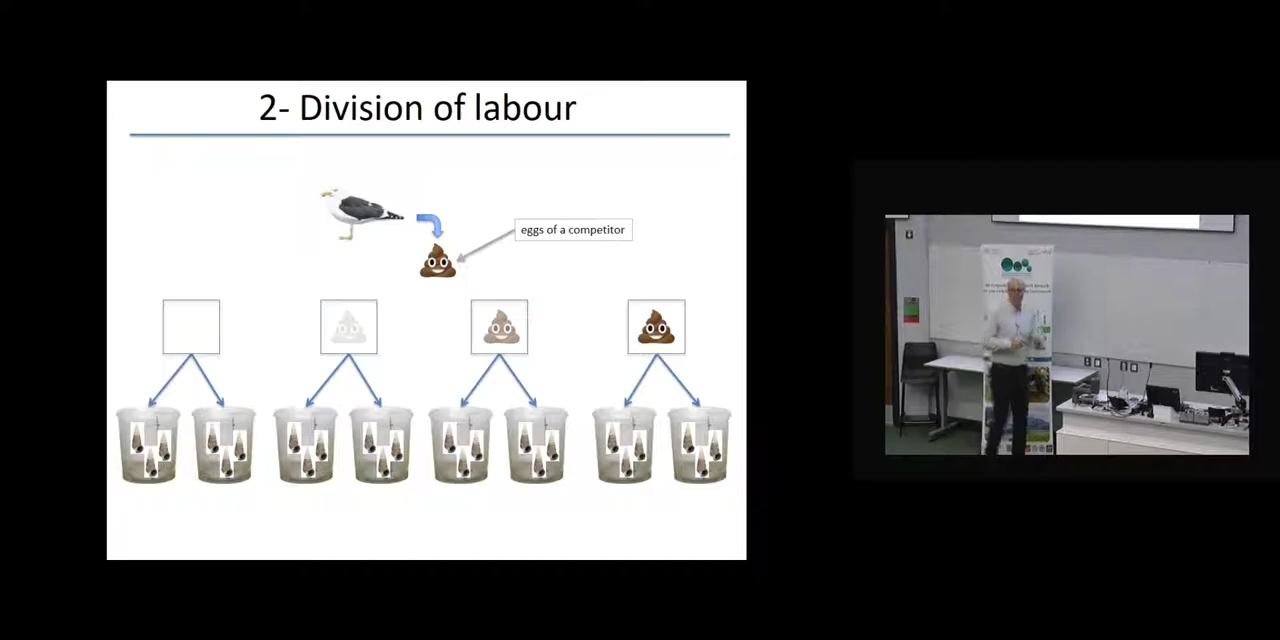 2- Division of labour
eggs of a competitor